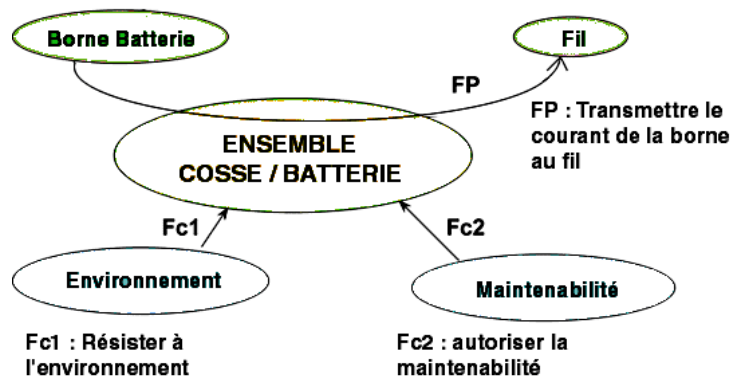 Borne Batterie
Fil
FP
FP : Transmettre le
courant de la borne
au fil
ENSEMBLE
COSSE / BATTERIE
Fc1
Fc2
Environnement
Maintenabilité
Fc1 : Résister à
l'environnement
Fc2 : autoriser la
maintenabilité